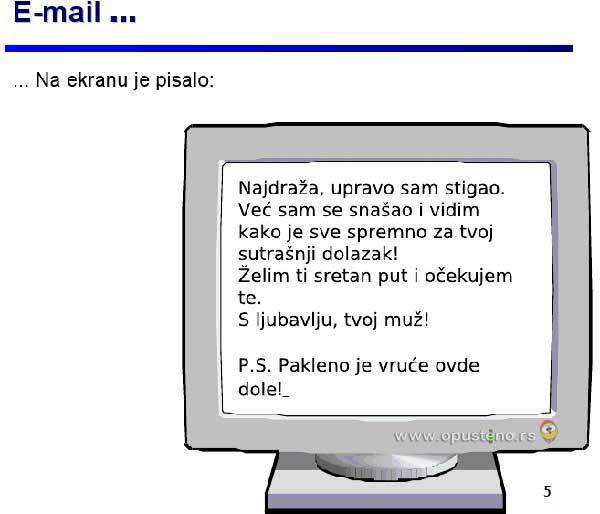 E-mail ...
... Na ekranu je pisalo:
Najdraža, upravo sam stigao.
Već sam se snašao i vidim
kako je sve spremno za tvoj
sutrašnji dolazak!
Želim ti sretan put i očekujem
te.
S ljubavlju, tvoj muž!
P.S. Pakleno je vruće ovde
dole!_
www.opusteno.rs
5